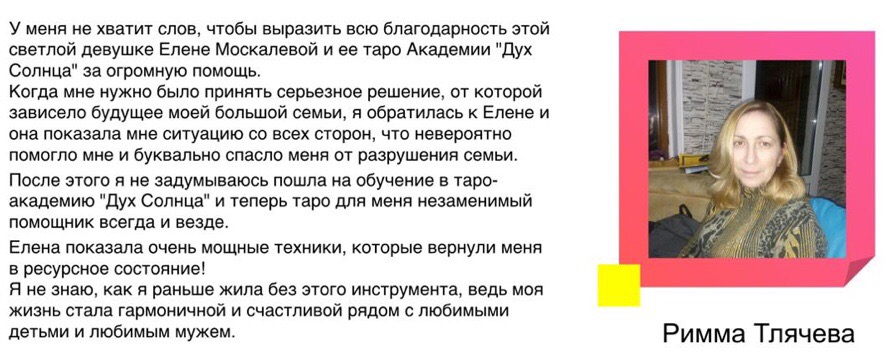 У меня не хватит слов, чтобы выразить всю благодарность этой
светлой девушке Елене Москалевой и ее таро Академии "Дух
Солнца" за огромную помощь.
Когда мне нужно было принять серьезное решение, от которой
зависело будущее моей большой семьи, я обратилась к Елене и
она показала мне ситуацию со всех сторон, что невероятно
помогло мне и буквально спасло меня от разрушения семьи.
После этого я не задумываюсь пошла на обучение в таро-
академию "Дух Солнца" и теперь таро для меня незаменимый
помощник всегда и везде.
Елена показала очень мощные техники, которые вернули меня
в ресурсное состояние!
Я не знаю, как я раньше жила без этого инструмента, ведь моя
жизнь стала гармоничной и счастливой рядом с любимыми
детьми и любимым мужем.
Римма Тлячева